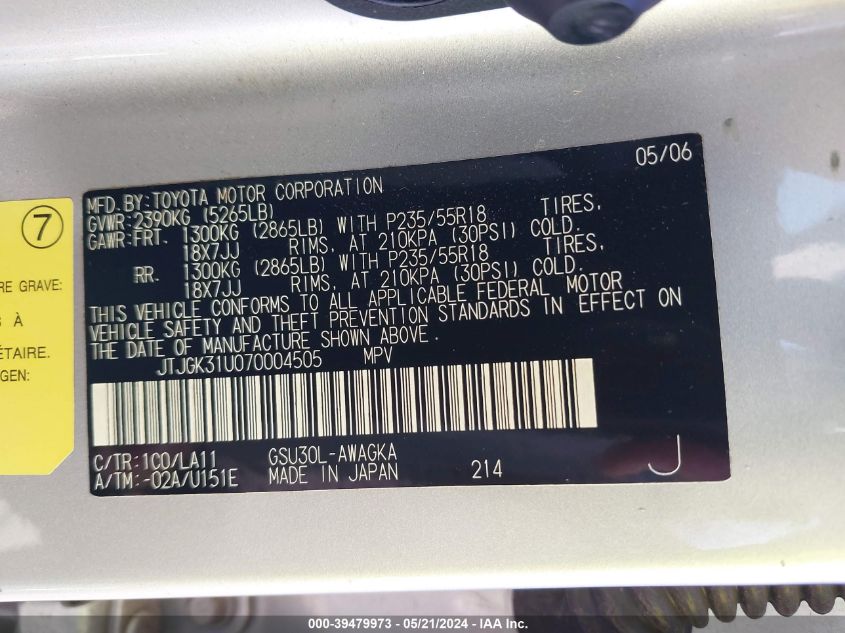 05/06
MFD. BY: TOYOTA MOTOR CORPORATION
GVWR: 2390KG (5265LB)
GAWR: FRT. 1300KG (2865LB) WITH P235/55R18 TIRES,
18X7JJ RIMS, AT 210KPA (30PSI) COLD.
RR. 1300KG (2865LB) WITH P235/55R18 TIRES,
18X7JJ RIMS, AT 210KPA (30PSI) COLD.
THIS VEHICLE CONFORMS TO ALL APPLICABLE FEDERAL MOTOR
VEHICLE SAFETY AND THEFT PREVENTION STANDARDS IN EFFECT ON
THE DATE OF MANUFACTURE SHOWN ABOVE.
JTJGK31U070004505 MPV
C/TR: 1C0/LA11 GSU30L-AWAGKA
A/TM: -02A/U151E MADE IN JAPAN 214 J
7
RE GRAVE:
À
ÉTAIRE.
GEN:
000-39479973 - 05/21/2024 - IAA Inc.